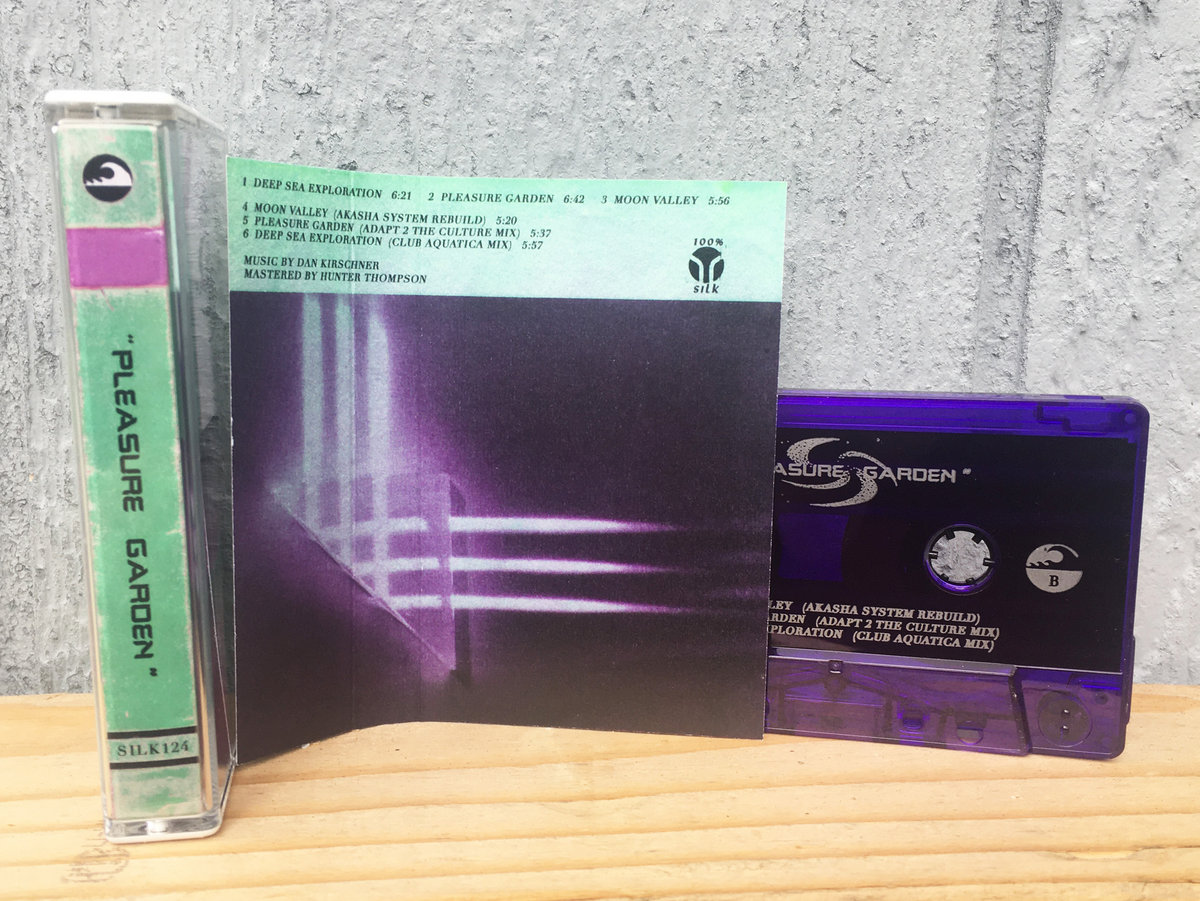 “PLEASURE GARDEN”
SILK124
1 DEEP SEA EXPLORATION 6:21 2 PLEASURE GARDEN 6:42 3 MOON VALLEY 5:56
4 MOON VALLEY (AKASHA SYSTEM REBUILD) 5:20
5 PLEASURE GARDEN (ADAPT 2 THE CULTURE MIX) 5:37
6 DEEP SEA EXPLORATION (CLUB AQUATICA MIX) 5:57
MUSIC BY DAN KIRSCHNER
MASTERED BY HUNTER THOMPSON
100%
SILK
ASURE GARDEN”
B
LEY (AKASHA SYSTEM REBUILD)
RDEN (ADAPT 2 THE CULTURE MIX)
PLORATION (CLUB AQUATICA MIX)